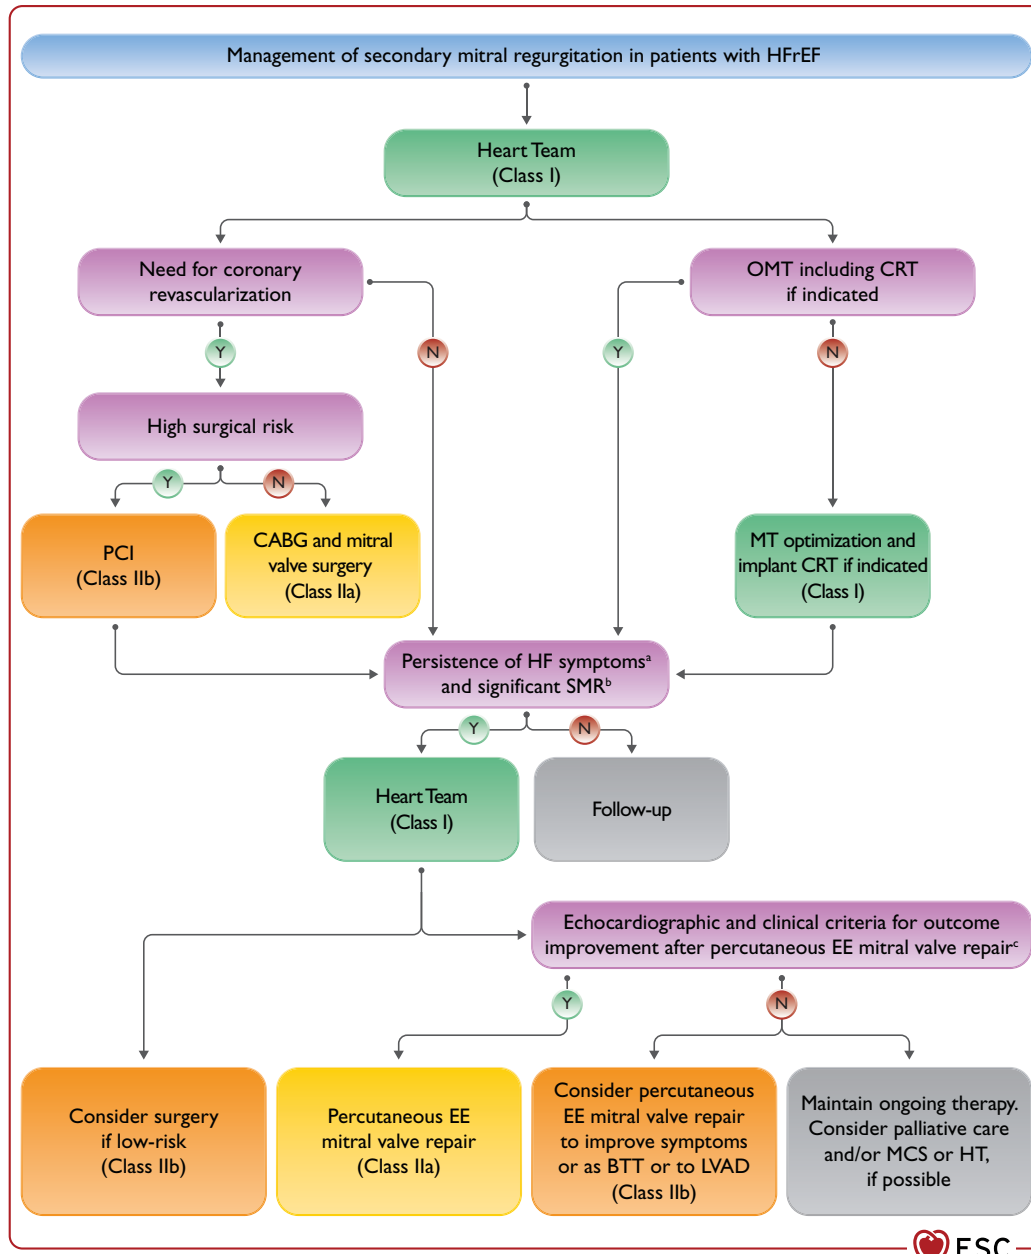 Management of secondary mitral regurgitation in patients with HFrEF
Heart Team
(Class I)
Need for coronary
revascularization
OMT including CRT
if indicated
Y
N
Y
N
High surgical risk
Y
N
PCI
(Class IIb)
CABG and mitral
valve surgery
(Class IIa)
MT optimization and
implant CRT if indicated
(Class I)
Persistence of HF symptomsᵃ
and significant SMRᵇ
Y
N
Heart Team
(Class I)
Follow-up
Echocardiographic and clinical criteria for outcome
improvement after percutaneous EE mitral valve repairᶜ
Y
N
Consider surgery
if low-risk
(Class IIb)
Percutaneous EE
mitral valve repair
(Class IIa)
Consider percutaneous
EE mitral valve repair
to improve symptoms
or as BTT or to LVAD
(Class IIb)
Maintain ongoing therapy.
Consider palliative care
and/or MCS or HT,
if possible
ESC